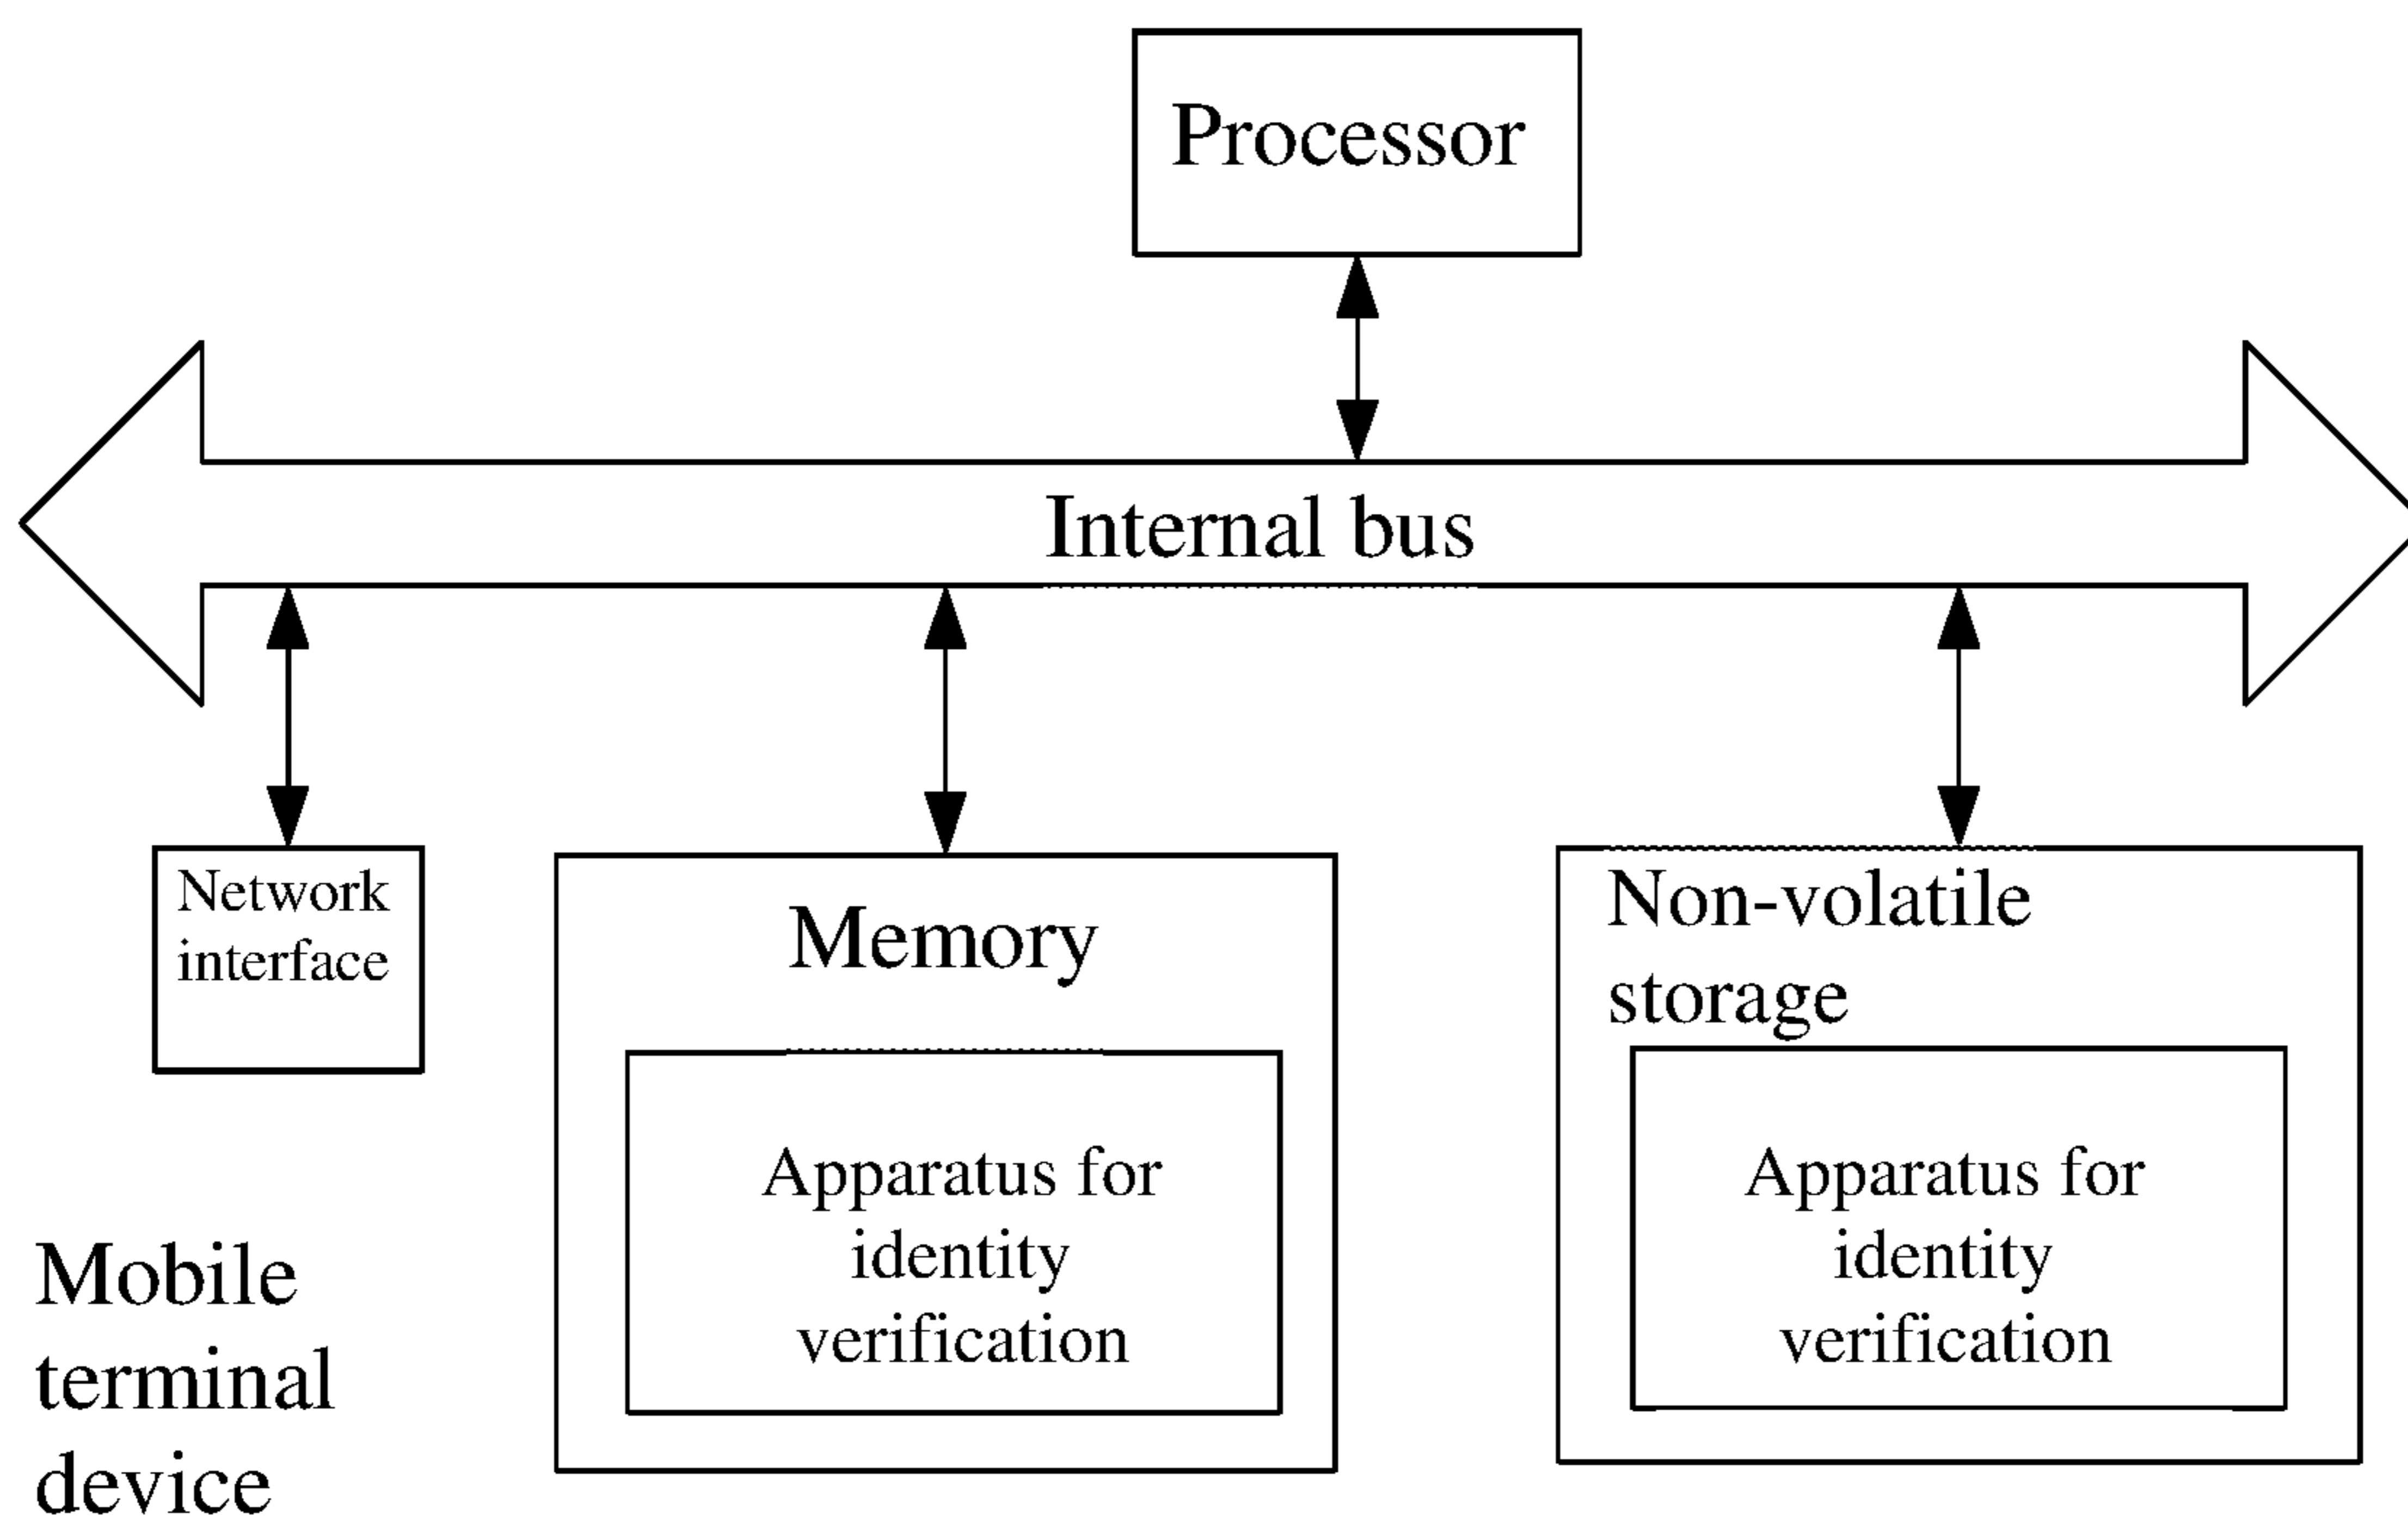 Processor
Internal bus
Network
interface
Memory
Apparatus for
identity
verification
Non-volatile
storage
Apparatus for
identity
verification
Mobile
terminal
device